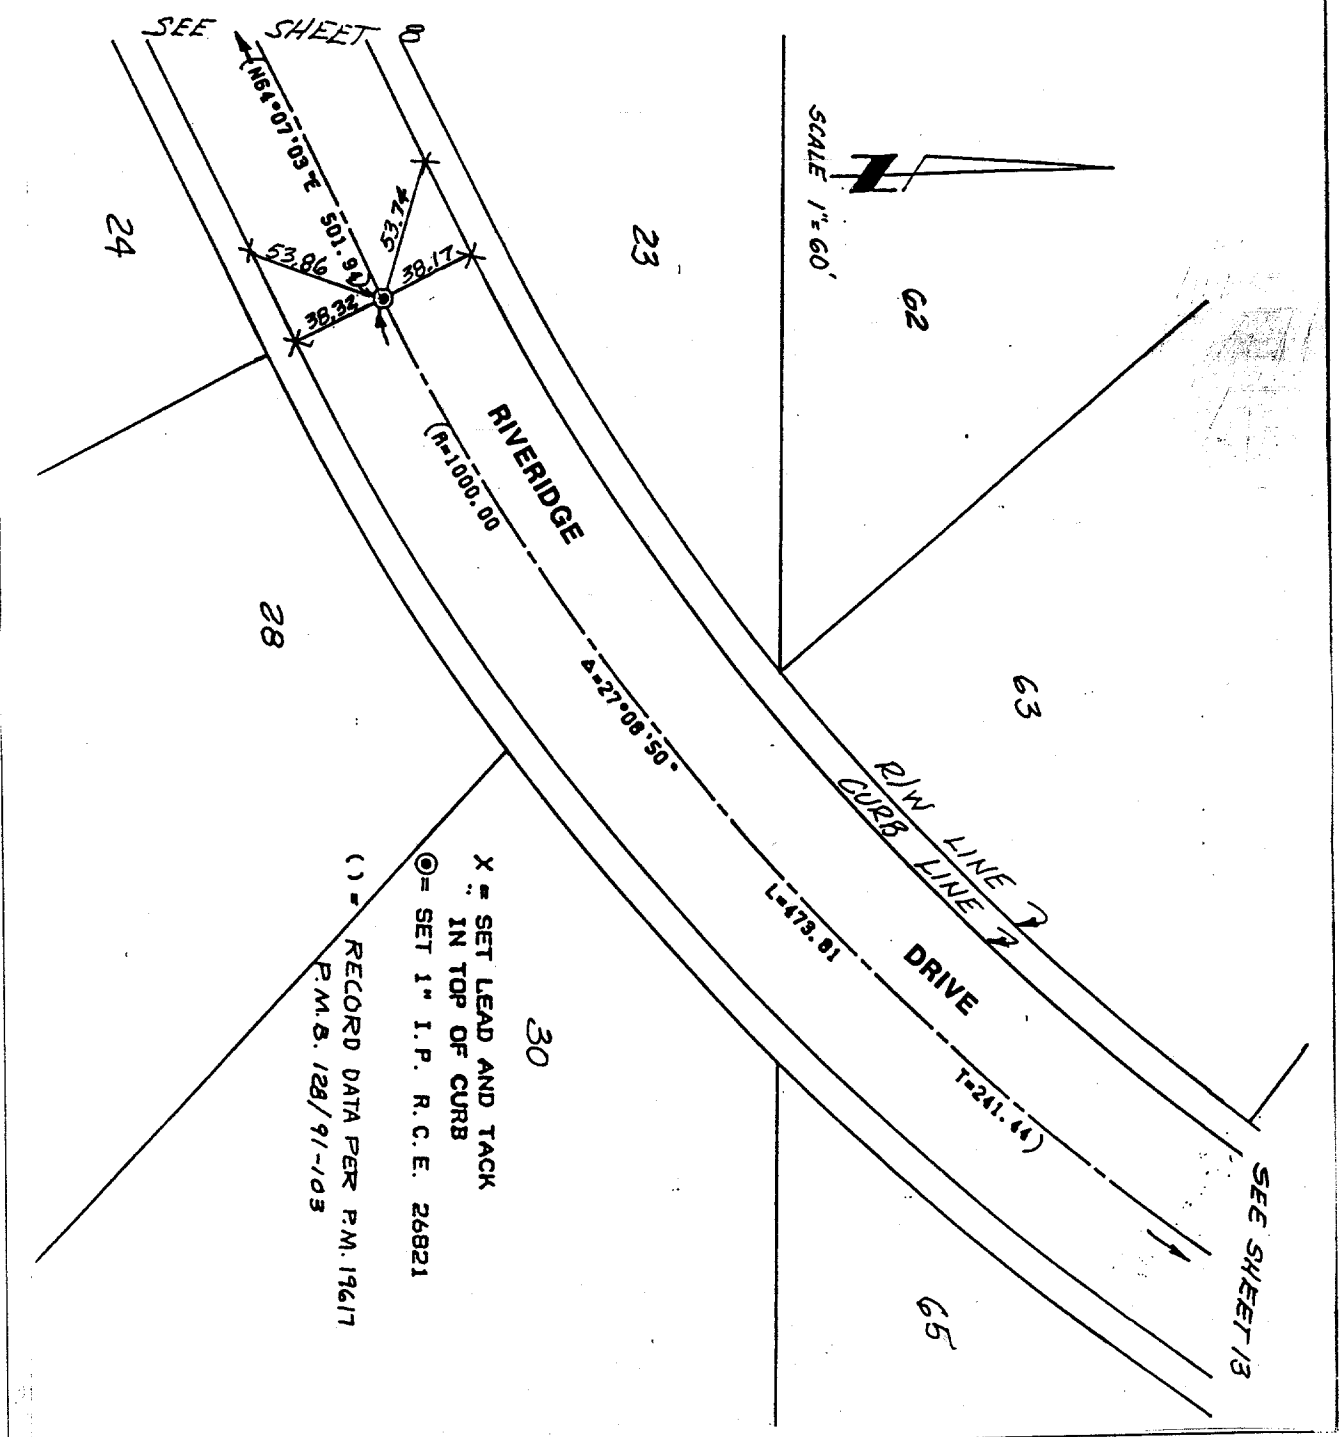 SEE SHEET 8
(N64°07'03"E 501.94)
53.74
38.17
53.86
38.32
24
23
SCALE 1"=60'
62
63
RIVERIDGE
DRIVE
(R=1000.00
Δ=27°08'50"
L=473.81
T=241.44)
R/W LINE
CURB LINE
28
30
65
SEE SHEET 13
X = SET LEAD AND TACK
IN TOP OF CURB
= SET 1" I.P. R.C.E. 26821
( ) = RECORD DATA PER P.M. 19617
P.M.B. 128/91-103